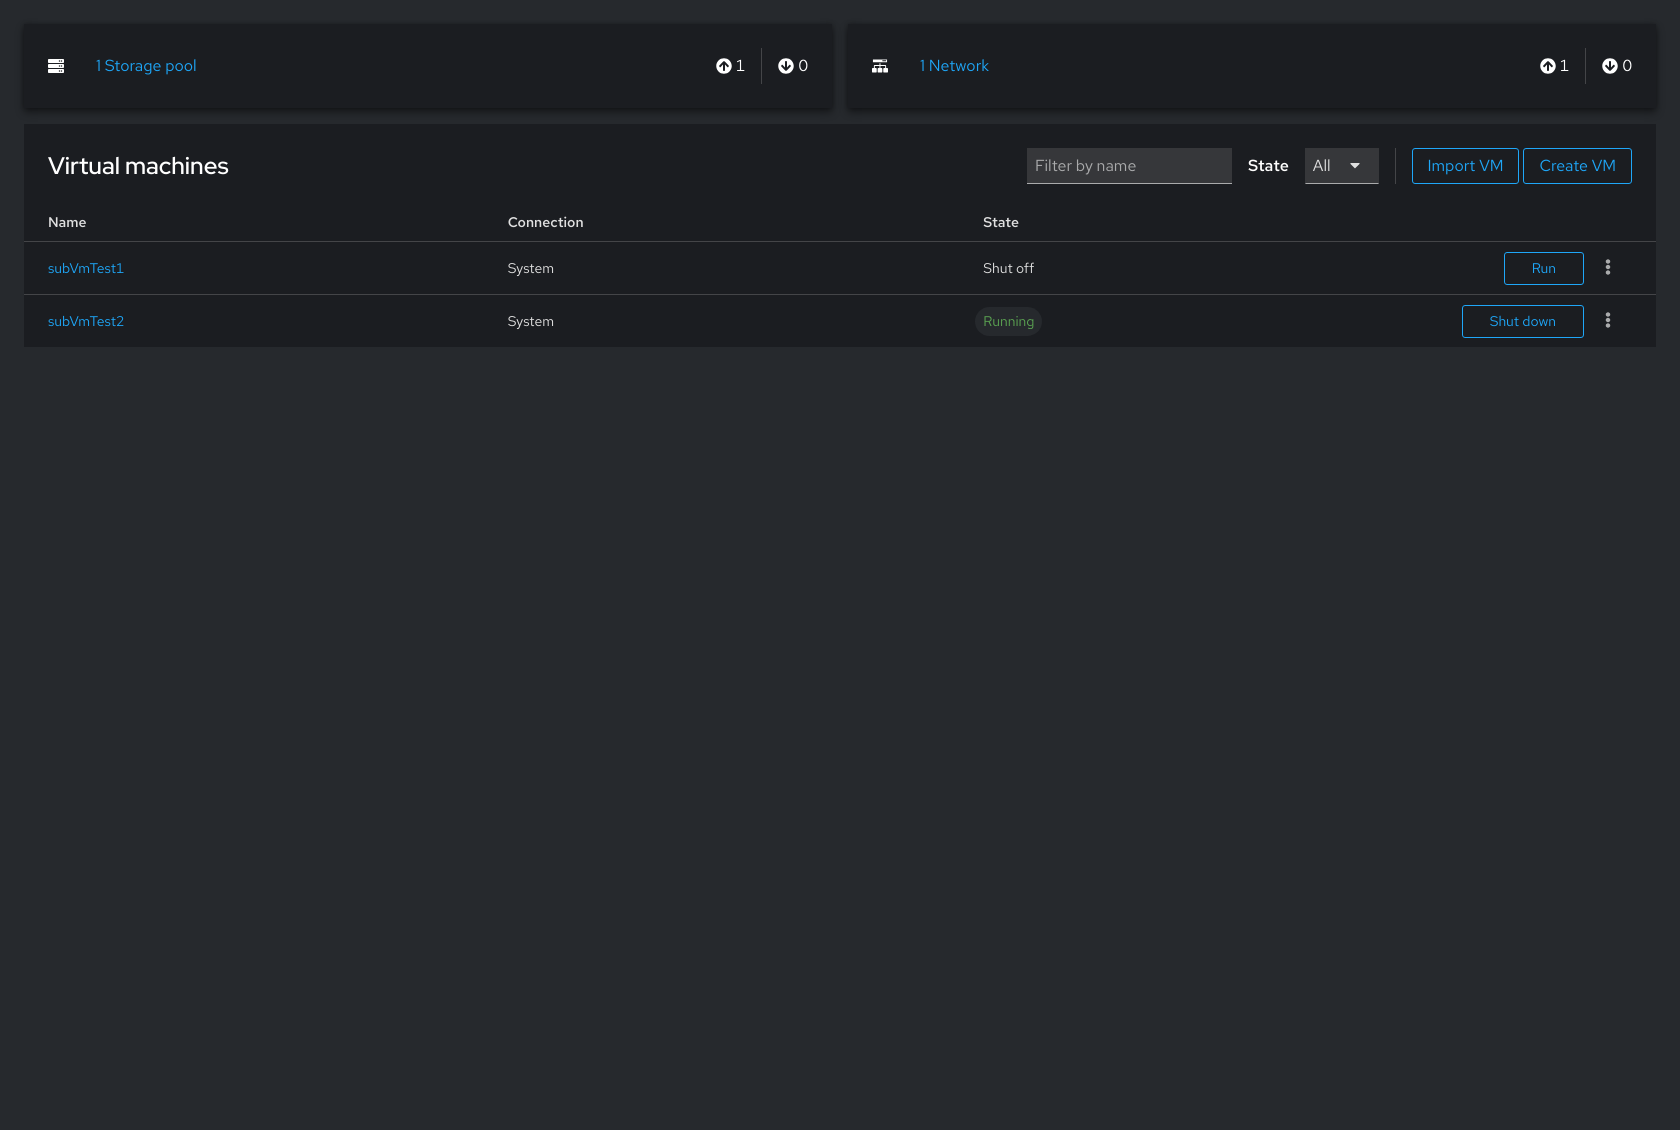 1 Storage pool 1 0 1 Network 1 0
Virtual machines Filter by name State All Import VM Create VM
Name Connection State
subVmTest1 System Shut off Run
subVmTest2 System Running Shut down